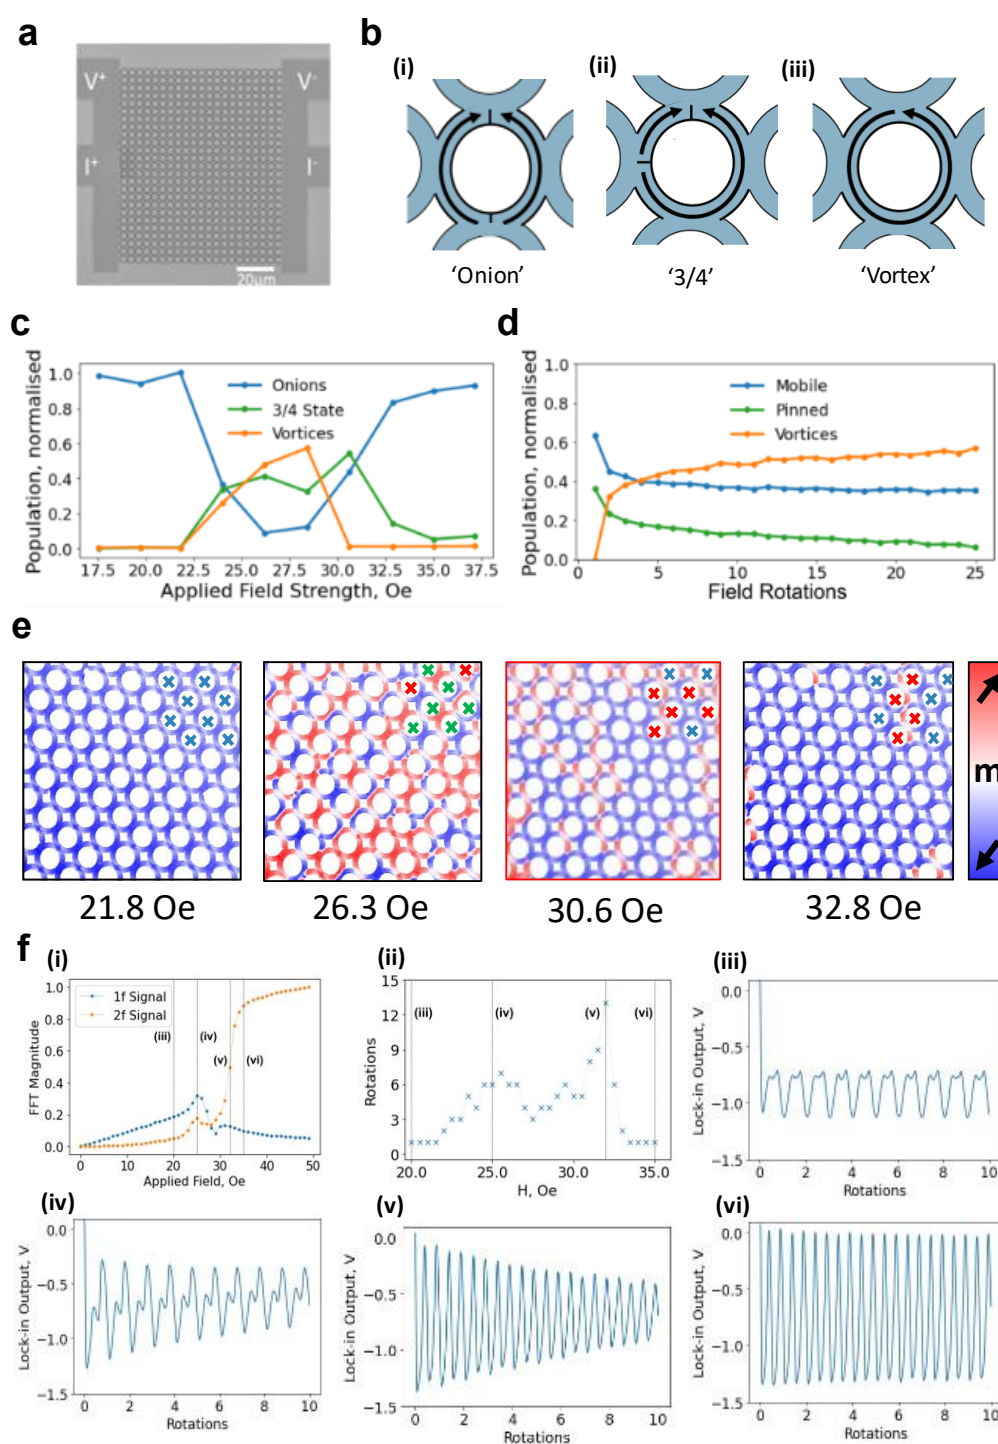 a
V⁺
V⁻
I⁺
I⁻
20µm
b
(i)
(ii)
(iii)
‘Onion’
‘3/4’
‘Vortex’
c
Population, normalised
1.0
0.8
0.6
0.4
0.2
0.0
Onions
3/4 State
Vortices
17.5 20.0 22.5 25.0 27.5 30.0 32.5 35.0 37.5
Applied Field Strength, Oe
d
Population, normalised
1.0
0.8
0.6
0.4
0.2
0.0
Mobile
Pinned
Vortices
0 5 10 15 20 25
Field Rotations
e
21.8 Oe
26.3 Oe
30.6 Oe
32.8 Oe
m
f
(i)
FFT Magnitude
1.0
0.8
0.6
0.4
0.2
0.0
1f Signal
2f Signal
(iii)
(iv)
(v)
(vi)
0 10 20 30 40 50
Applied Field, Oe
(ii)
Rotations
15
12
9
6
3
0
(iii)
(iv)
(v)
(vi)
20.0 25.0 30.0 35.0
H, Oe
(iii)
Lock-in Output, V
−0.5
−1.0
−1.5
0 2 4 6 8 10
Rotations
(iv)
Lock-in Output, V
0.0
−0.5
−1.0
−1.5
0 2 4 6 8 10
Rotations
(v)
Lock-in Output, V
0.0
−0.5
−1.0
−1.5
0 2 4 6 8 10
Rotations
(vi)
Lock-in Output, V
0.0
−0.5
−1.0
−1.5
0 2 4 6 8 10
Rotations